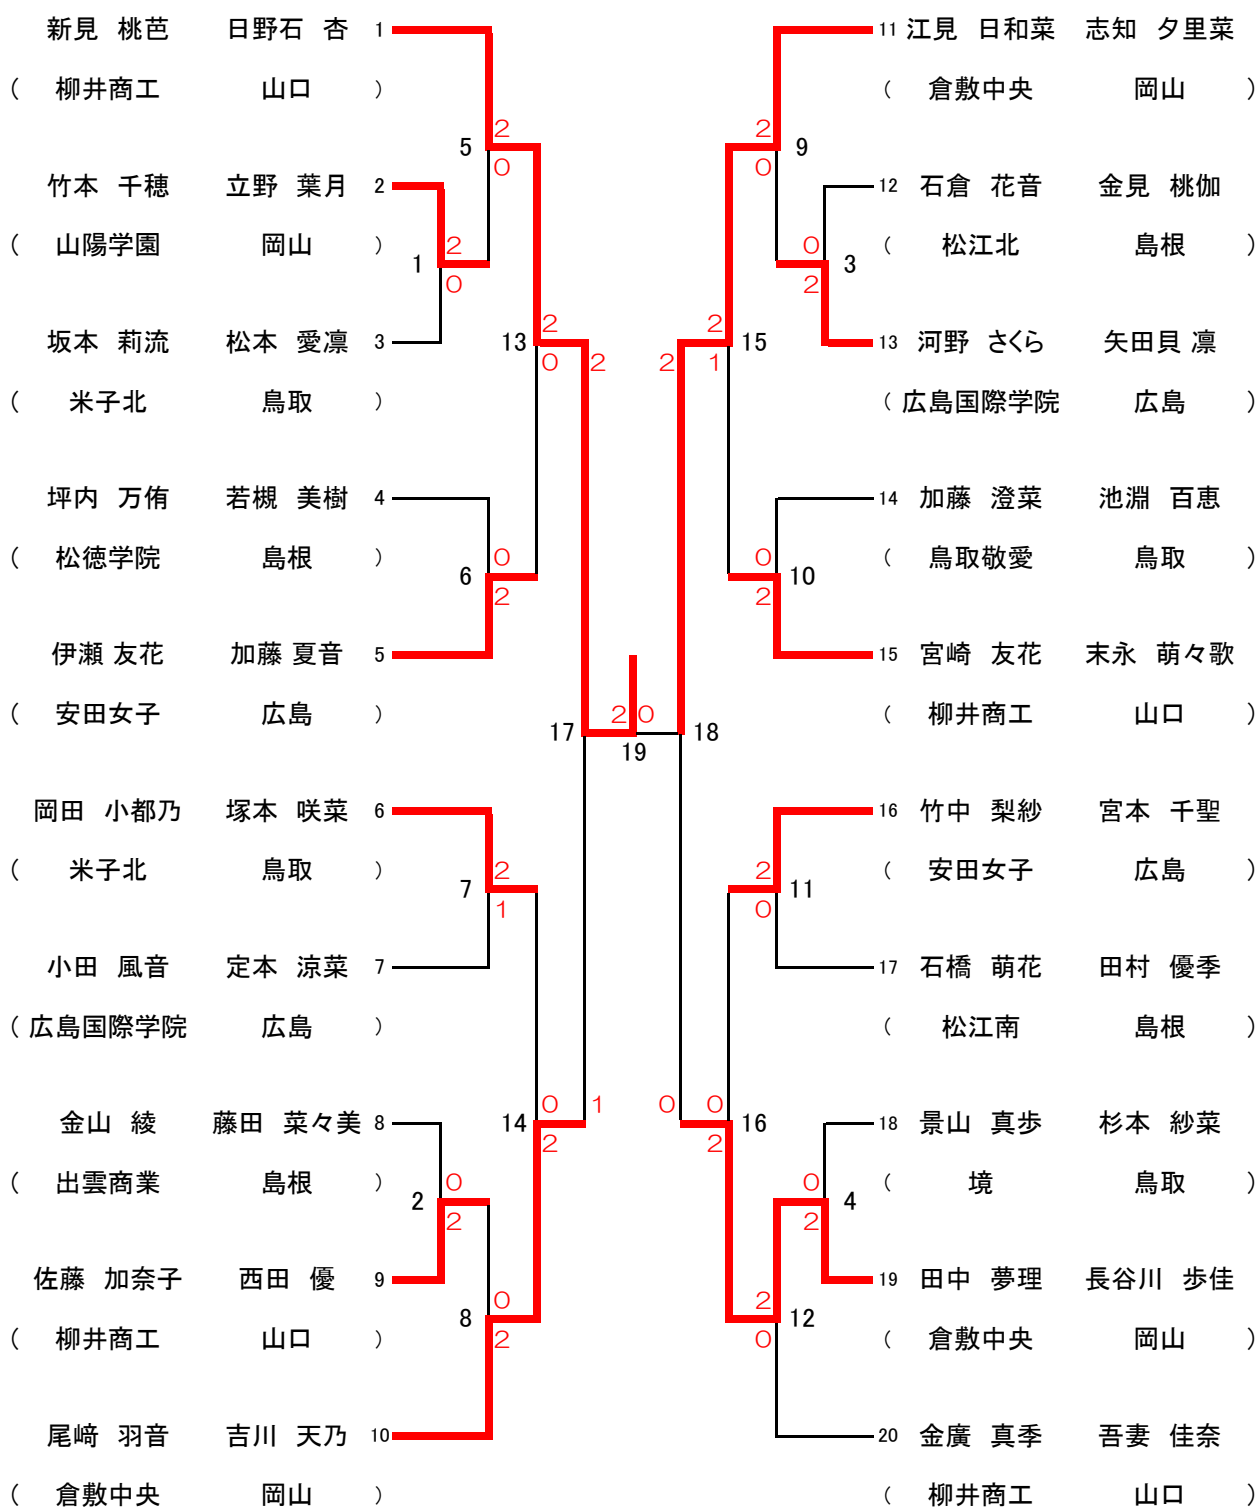 新見 桃芭 日野石 杏 1
( 柳井商工 山口 )
2
5
0
竹本 千穂 立野 葉月 2
( 山陽学園 岡山 )
2
1
0
坂本 莉流 松本 愛凛 3
( 米子北 鳥取 )
2
13
0 2
坪内 万侑 若槻 美樹 4
( 松徳学院 島根 )
0
6
2
伊瀬 友花 加藤 夏音 5
( 安田女子 広島 )
17
岡田 小都乃 塚本 咲菜 6
( 米子北 鳥取 )
2
7
1
小田 風音 定本 涼菜 7
( 広島国際学院 広島 )
金山 綾 藤田 菜々美 8
( 出雲商業 島根 )
0 1
14
2
0
2
2
佐藤 加奈子 西田 優 9
( 柳井商工 山口 )
0
8
2
尾﨑 羽音 吉川 天乃 10
( 倉敷中央 岡山 )
2 0
19
11 江見 日和菜 志知 夕里菜
( 倉敷中央 岡山 )
2
9
0
12 石倉 花音 金見 桃伽
( 松江北 島根 )
0
3
2
13 河野 さくら 矢田貝 凛
( 広島国際学院 広島 )
2
15
2 1
14 加藤 澄菜 池淵 百恵
( 鳥取敬愛 鳥取 )
0
10
2
15 宮崎 友花 末永 萌々歌
( 柳井商工 山口 )
18
16 竹中 梨紗 宮本 千聖
( 安田女子 広島 )
2
11
0
17 石橋 萌花 田村 優季
( 松江南 島根 )
0 0
16
2
18 景山 真歩 杉本 紗菜
( 境 鳥取 )
0
4
2
19 田中 夢理 長谷川 歩佳
( 倉敷中央 岡山 )
2
12
0
20 金廣 真季 吾妻 佳奈
( 柳井商工 山口 )